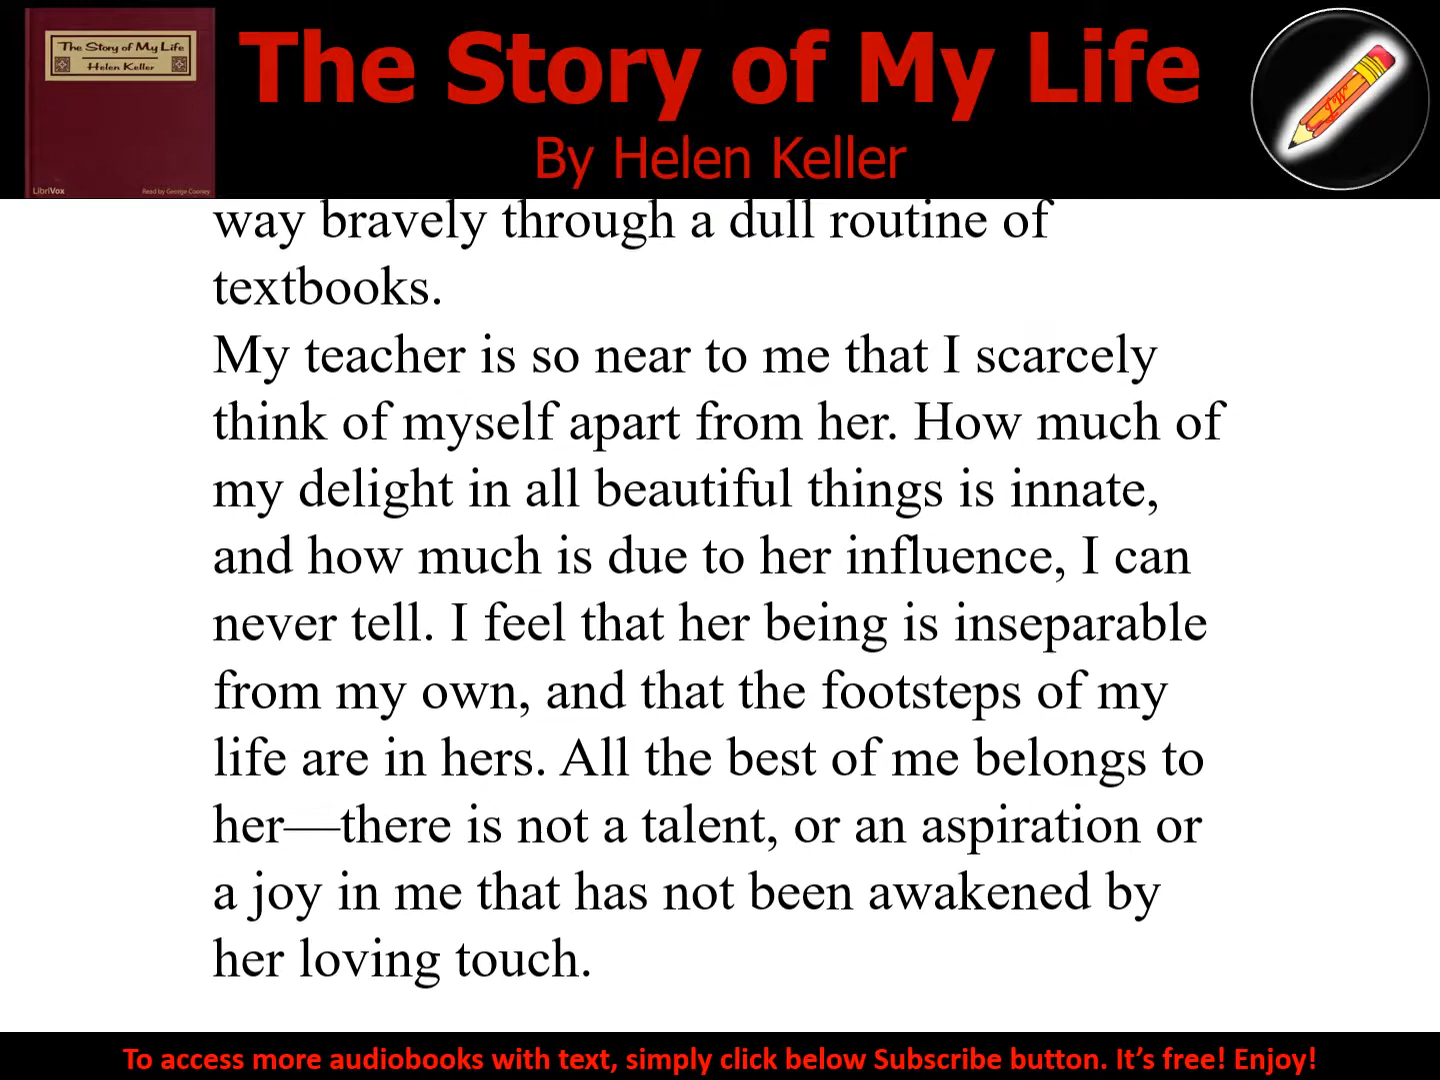 The Story of My Life
Helen Keller
LibriVox
Read by George Cooney
The Story of My Life
By Helen Keller
way bravely through a dull routine of
textbooks.
My teacher is so near to me that I scarcely
think of myself apart from her. How much of
my delight in all beautiful things is innate,
and how much is due to her influence, I can
never tell. I feel that her being is inseparable
from my own, and that the footsteps of my
life are in hers. All the best of me belongs to
her—there is not a talent, or an aspiration or
a joy in me that has not been awakened by
her loving touch.
To access more audiobooks with text, simply click below Subscribe button. It’s free! Enjoy!